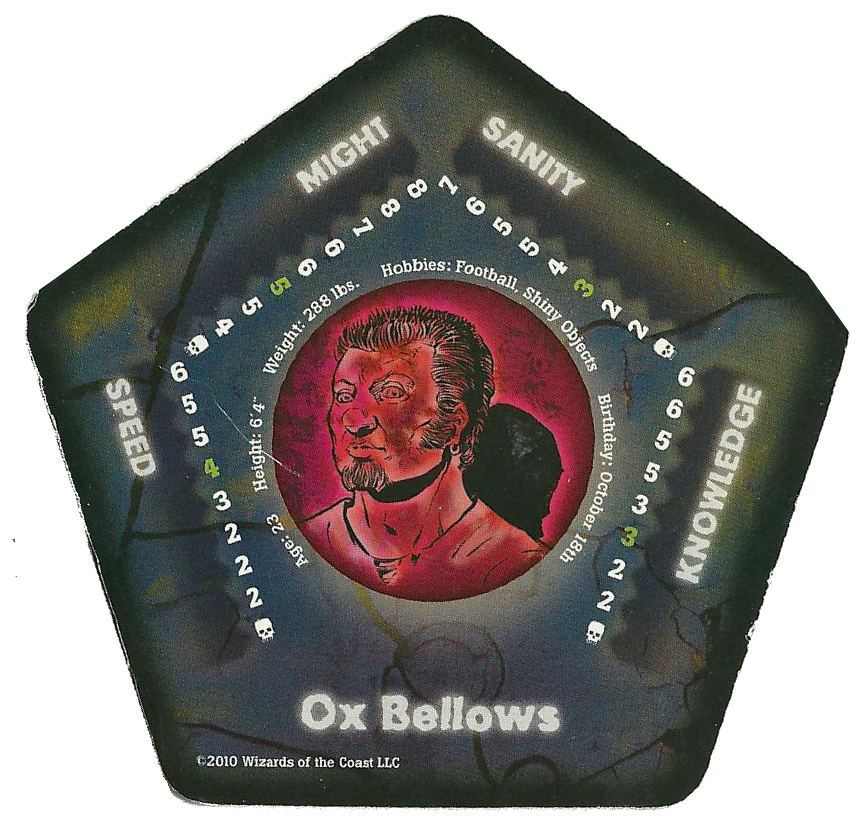 MIGHT
4 5 5 6 6 7 8 8
SANITY
7 6 5 5 4 3 2 2
SPEED
6 5 5 4 3 2 2 2
KNOWLEDGE
6 6 5 5 3 3 2 2
Age: 23
Height: 6'4"
Weight: 288 lbs.
Hobbies: Football, Shiny Objects
Birthday: October 18th
Ox Bellows
©2010 Wizards of the Coast LLC